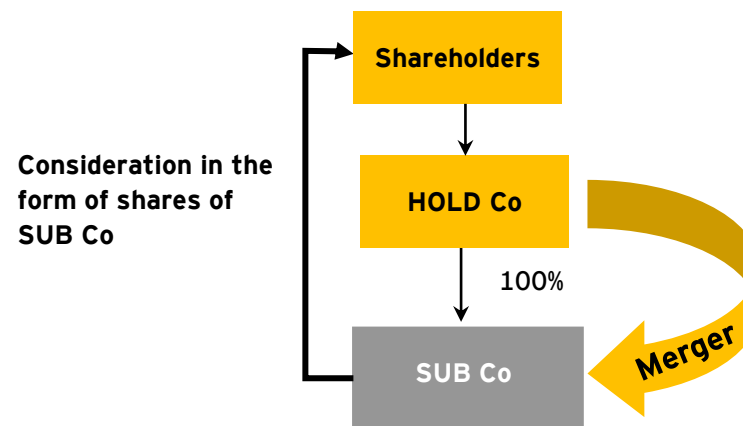 Shareholders
Consideration in the
form of shares of
SUB Co
HOLD Co
100%
Merger
SUB Co